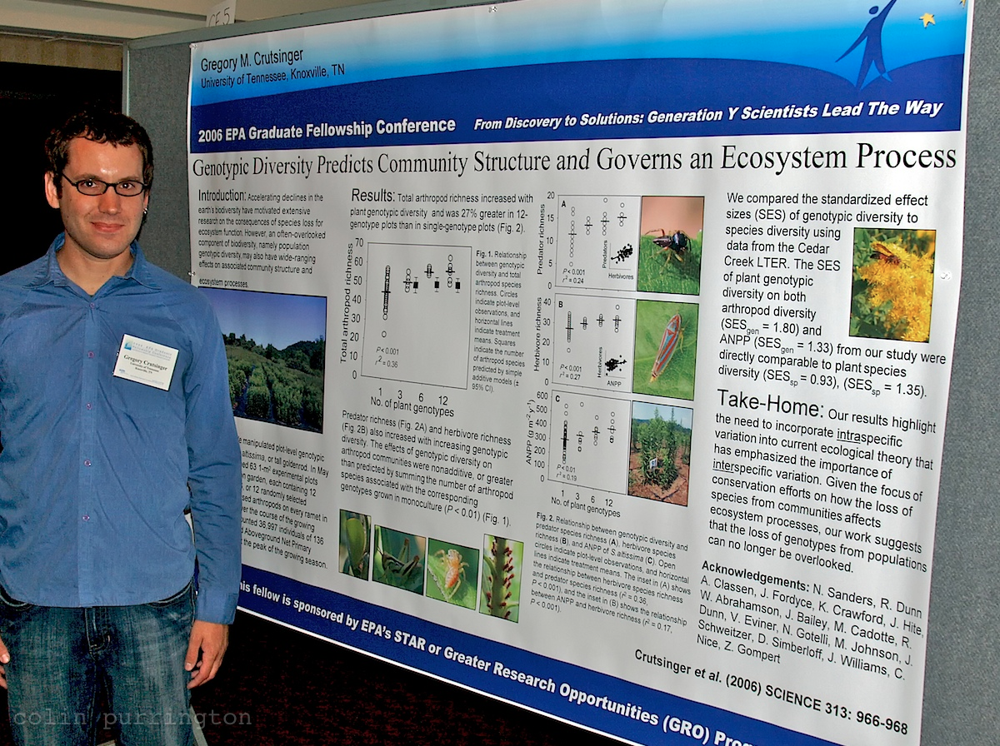 CE 5
Gregory M. Crutsinger
University of Tennessee, Knoxville, TN
2006 EPA Graduate Fellowship Conference
From Discovery to Solutions: Generation Y Scientists Lead The Way
Genotypic Diversity Predicts Community Structure and Governs an Ecosystem Process
Introduction: Accelerating declines in the
earth's biodiversity have motivated extensive
research on the consequences of species loss for
ecosystem function. However, an often-overlooked
component of biodiversity, namely population
genotypic diversity, may also have wide-ranging
effects on associated community structure and
ecosystem processes.
Gregory Crutsinger
University of Tennessee
Knoxville, TN
e manipulated plot-level genotypic
altissima, or tall goldenrod. In May
ed 63 1-m² experimental plots
n garden, each containing 12
, or 12 randomly selected
sed arthropods on every ramet in
er the course of the growing
unted 36,997 individuals of 136
Aboveground Net Primary
t the peak of the growing season.
Results: Total arthropod richness increased with
plant genotypic diversity and was 27% greater in 12-
genotype plots than in single-genotype plots (Fig. 2).
Total arthropod richness
70
60
50
40
30
20
10
0
P<0.001
r² = 0.36
1 3 6 12
No. of plant genotypes
Fig. 1. Relationship
between genotypic
diversity and total
arthropod species
richness. Circles
indicate plot-level
observations, and
horizontal lines
indicate treatment
means. Squares
indicate the number
of arthropod species
predicted by simple
additive models (±
95% CI).
Predator richness (Fig. 2A) and herbivore richness
(Fig. 2B) also increased with increasing genotypic
diversity. The effects of genotypic diversity on
arthropod communities were nonadditive, or greater
than predicted by summing the number of arthropod
species associated with the corresponding
genotypes grown in monoculture (P < 0.01) (Fig. 1).
Predator richness
20
15
10
5
0
A
P<0.001
r² = 0.24
Predators
Herbivores
Herbivore richness
40
30
20
10
0
B
P<0.001
r² = 0.27
Herbivores
ANPP
ANPP (g m⁻² y⁻¹)
600
500
400
300
200
100
0
C
P<0.01
r² = 0.19
1 3 6 12
No. of plant genotypes
Fig. 2. Relationship between genotypic diversity and
predator species richness (A), herbivore species
richness (B), and ANPP of S.altissima (C). Open
circles indicate plot-level observations, and horizontal
lines indicate treatment means. The inset in (A) shows
the relationship between herbivore species richness
and predator species richness (r² = 0.36,
P < 0.001), and the inset in (B) shows the relationship
between ANPP and herbivore richness (r² = 0.17,
P < 0.001).
We compared the standardized effect
sizes (SES) of genotypic diversity to
species diversity using
data from the Cedar
Creek LTER. The SES
of plant genotypic
diversity on both
arthropod diversity
(SESgen = 1.80) and
ANPP (SESgen = 1.33) from our study were
directly comparable to plant species
diversity (SESsp = 0.93), (SESsp = 1.35).
Take-Home: Our results highlight
the need to incorporate intraspecific
variation into current ecological theory that
has emphasized the importance of
interspecific variation. Given the focus of
conservation efforts on how the loss of
species from communities affects
ecosystem processes, our work suggests
that the loss of genotypes from populations
can no longer be overlooked.
Acknowledgements: N. Sanders, R. Dunn
A. Classen, J. Fordyce, K. Crawford, J. Hite,
W. Abrahamson, J. Bailey, M. Cadotte, R.
Dunn, V. Eviner, N. Gotelli, M. Johnson, J.
Schweitzer, D. Simberloff, J. Williams, C.
Nice, Z. Gompert
Crutsinger et al. (2006) SCIENCE 313: 966-968
his fellow is sponsored by EPA's STAR or Greater Research Opportunities (GRO) Prog
colin purrington